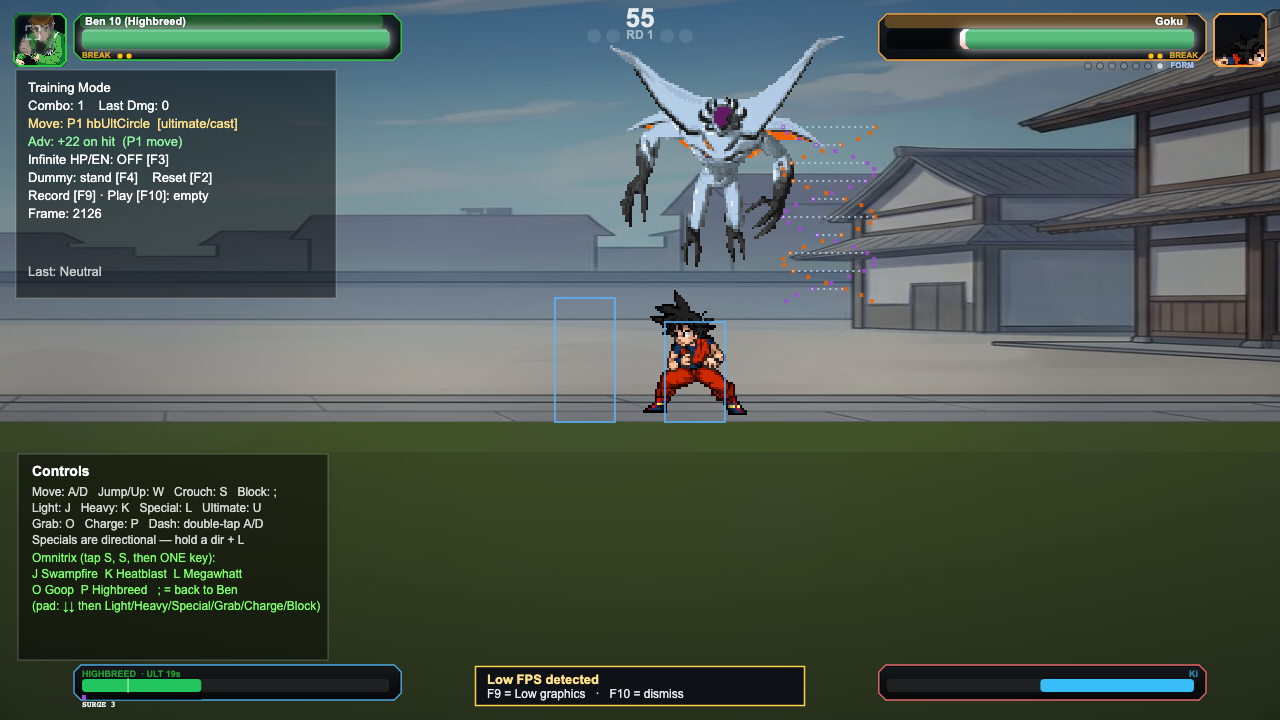 Ben 10 (Highbreed)
BREAK
55
RD 1
Goku
BREAK
FORM
Training Mode
Combo: 1 Last Dmg: 0
Move: P1 hbUltCircle [ultimate/cast]
Adv: +22 on hit (P1 move)
Infinite HP/EN: OFF [F3]
Dummy: stand [F4] Reset [F2]
Record [F9] · Play [F10]: empty
Frame: 2126
Last: Neutral
Controls
Move: A/D Jump/Up: W Crouch: S Block: ;
Light: J Heavy: K Special: L Ultimate: U
Grab: O Charge: P Dash: double-tap A/D
Specials are directional — hold a dir + L
Omnitrix (tap S, S, then ONE key):
J Swampfire K Heatblast L Megawhatt
O Goop P Highbreed ; = back to Ben
(pad: ↓↓ then Light/Heavy/Special/Grab/Charge/Block)
HIGHBREED · ULT 19s
SURGE 3
Low FPS detected
F9 = Low graphics · F10 = dismiss
Ki